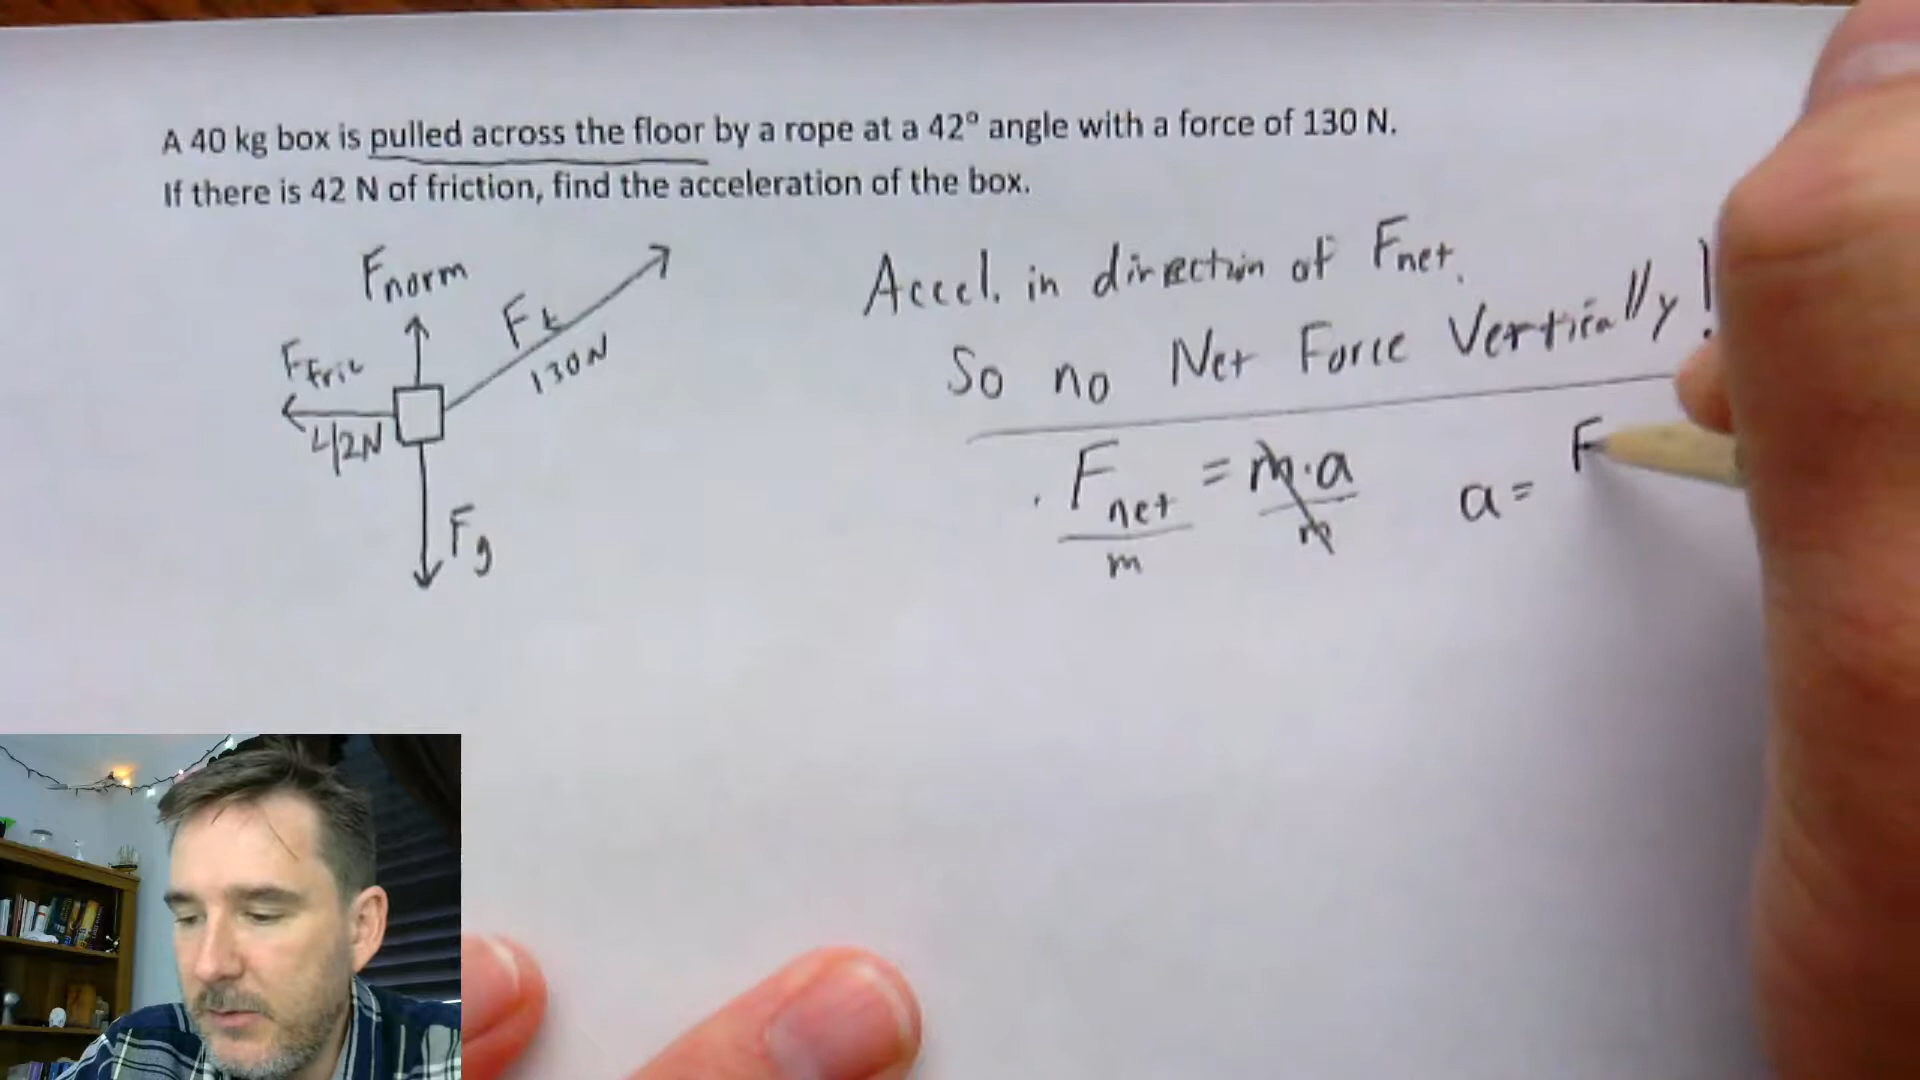 A 40 kg box is pulled across the floor by a rope at a 42° angle with a force of 130 N.
If there is 42 N of friction, find the acceleration of the box.
Fnorm
Ft
130N
Ffric
42N
Fg
Accel. in direction of Fnet.
So no Net Force Vertically!
Fnet = m·a
m m
a = F